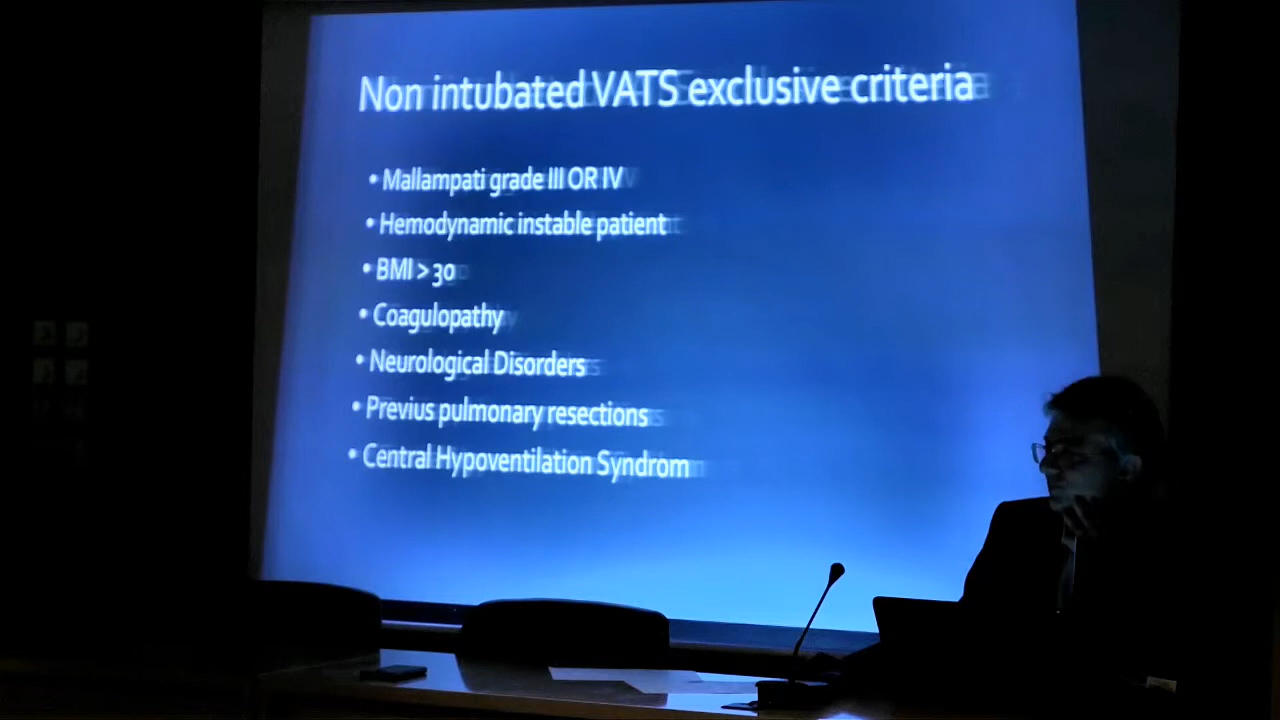 Non intubated VATS exclusive criteria
• Mallampati grade III OR IV
• Hemodynamic instable patient
• BMI > 30
• Coagulopathy
• Neurological Disorders
• Previus pulmonary resections
• Central Hypoventilation Syndrom